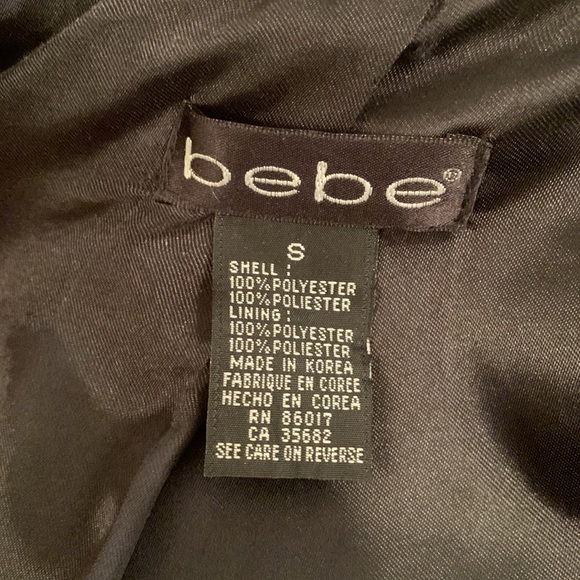 bebe®
S
SHELL :
100% POLYESTER
100% POLIESTER
LINING :
100% POLYESTER
100% POLIESTER
MADE IN KOREA
FABRIQUE EN COREE
HECHO EN COREA
RN 86017
CA 35682
SEE CARE ON REVERSE